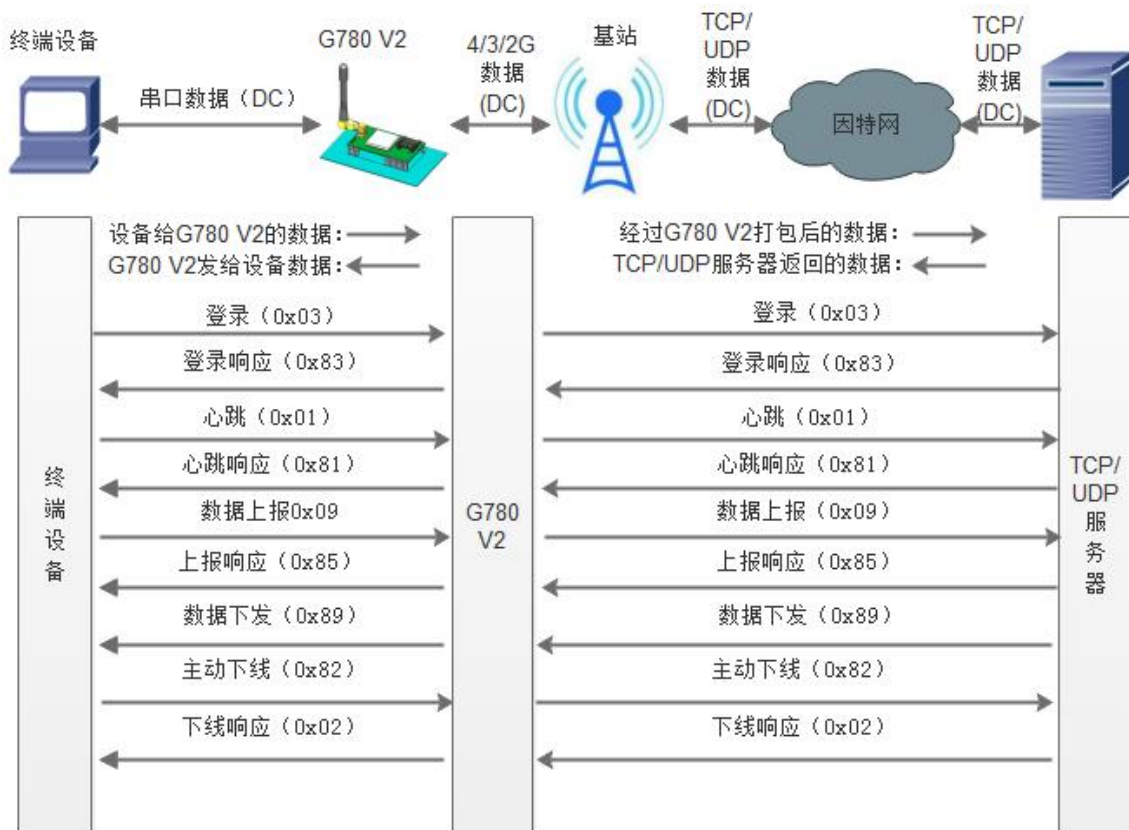 终端设备
G780 V2
基站
TCP/
UDP
数据
(DC)
TCP/
UDP
数据
(DC)
串口数据（DC）
4/3/2G
数据
(DC)
因特网
设备给G780 V2的数据：
G780 V2发给设备数据：
经过G780 V2打包后的数据：
TCP/UDP服务器返回的数据：
登录（0x03）
登录（0x03）
登录响应（0x83）
登录响应（0x83）
心跳（0x01）
心跳（0x01）
心跳响应（0x81）
心跳响应（0x81）
数据上报0x09
数据上报（0x09）
上报响应（0x85）
上报响应（0x85）
数据下发（0x89）
数据下发（0x89）
主动下线（0x82）
主动下线（0x82）
下线响应（0x02）
下线响应（0x02）
终
端
设
备
G780
V2
TCP/
UDP
服
务
器